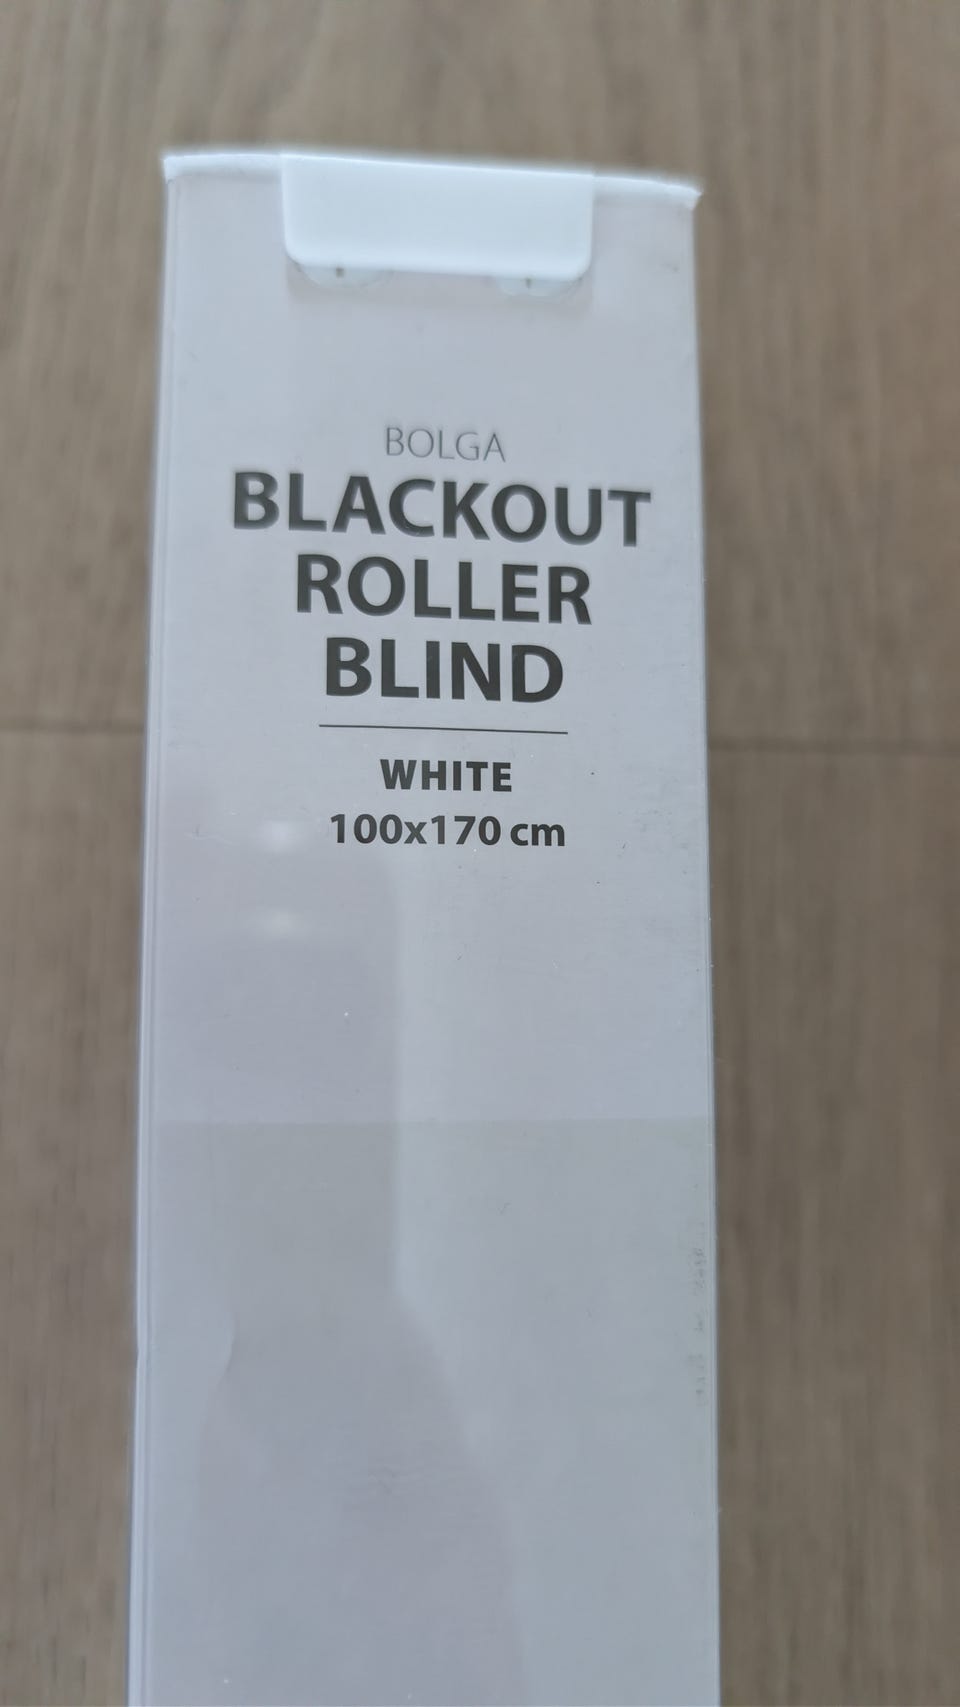 BOLGA
BLACKOUT
ROLLER
BLIND
WHITE
100x170 cm